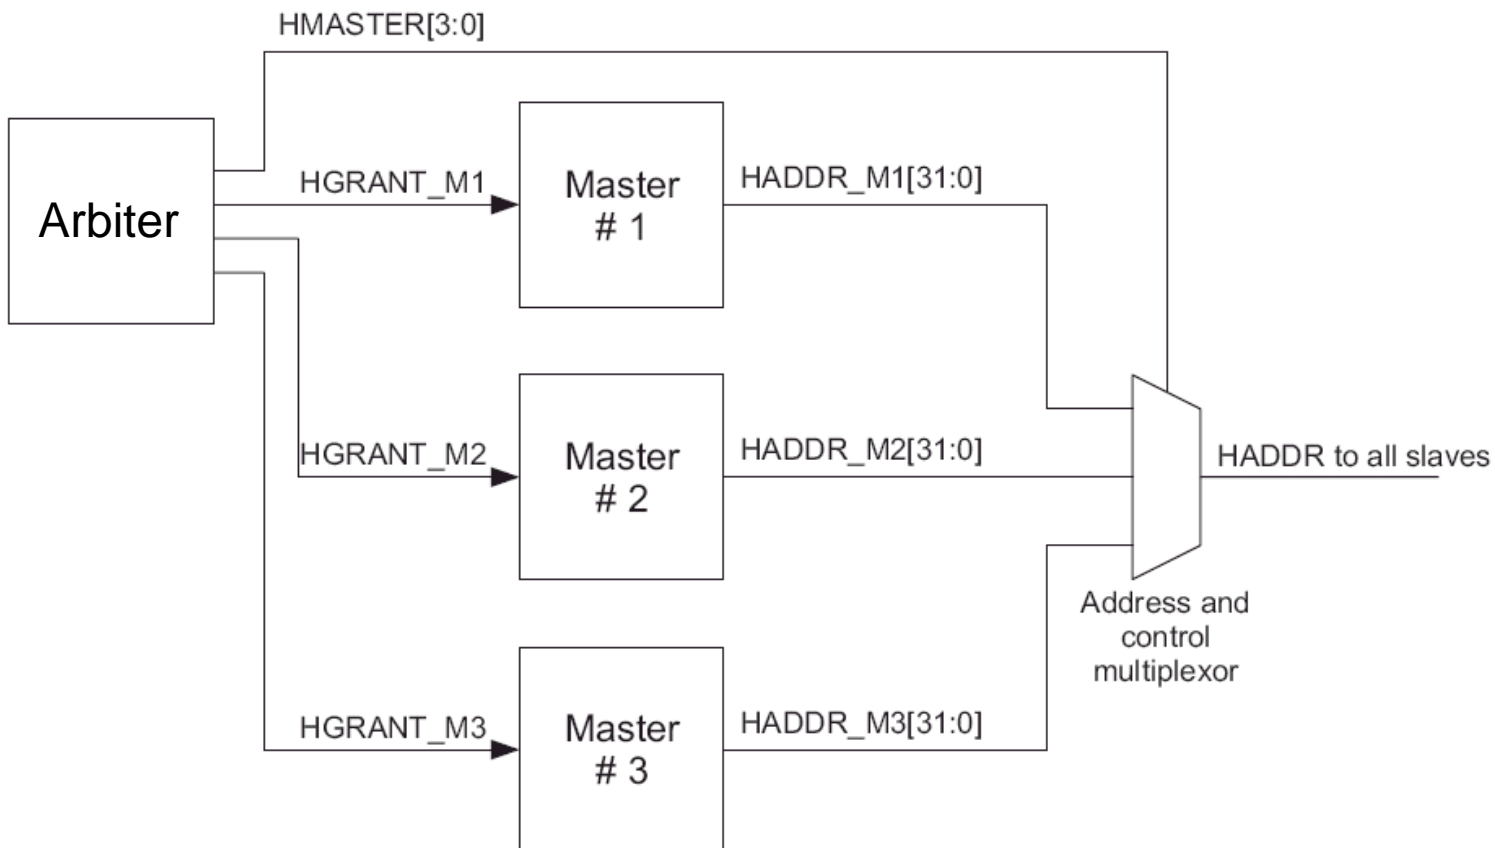 HMASTER[3:0]
Arbiter
HGRANT_M1
Master
# 1
HADDR_M1[31:0]
HGRANT_M2
Master
# 2
HADDR_M2[31:0]
HADDR to all slaves
Address and
control
multiplexor
HGRANT_M3
Master
# 3
HADDR_M3[31:0]